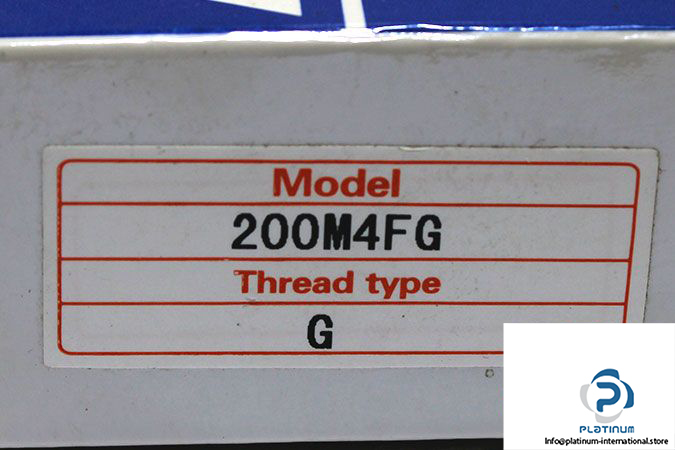 Model
200M4FG
Thread type
G
PLATINUM
Info@platinum-international.store